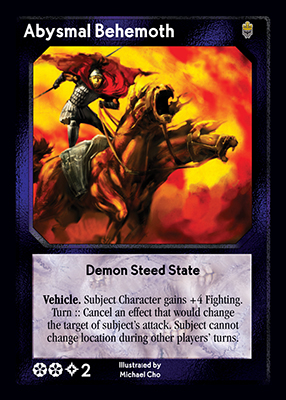 Abysmal Behemoth
Demon Steed State
Vehicle. Subject Character gains +4 Fighting.
Turn :: Cancel an effect that would change
the target of subject's attack. Subject cannot
change location during other players' turns.
2
Illustrated by
Michael Cho